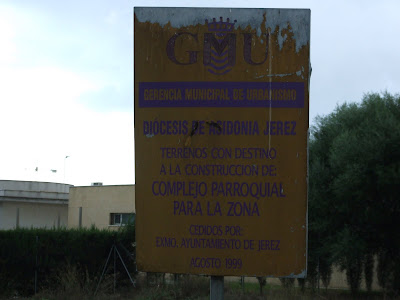 GMU
GERENCIA MUNICIPAL DE URBANISMO
DIÓCESIS DE ASIDONIA JEREZ
TERRENOS CON DESTINO
A LA CONSTRUCCION DE:
COMPLEJO PARROQUIAL
PARA LA ZONA
CEDIDOS POR:
EXMO. AYUNTAMIENTO DE JEREZ
AGOSTO 1999